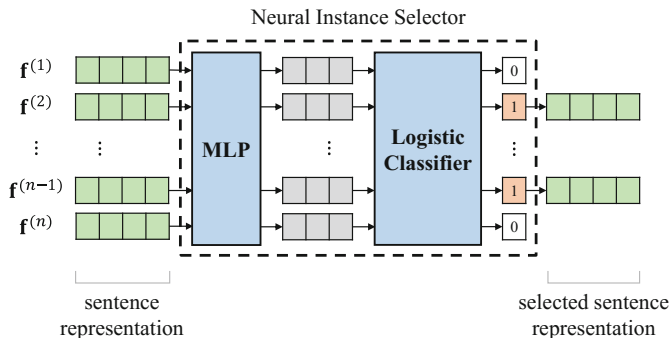 Neural Instance Selector
f^(1)
0
f^(2)
1
⋮ ⋮ MLP ⋮ Logistic Classifier ⋮
f^(n−1)
1
f^(n)
0
sentence representation
selected sentence representation